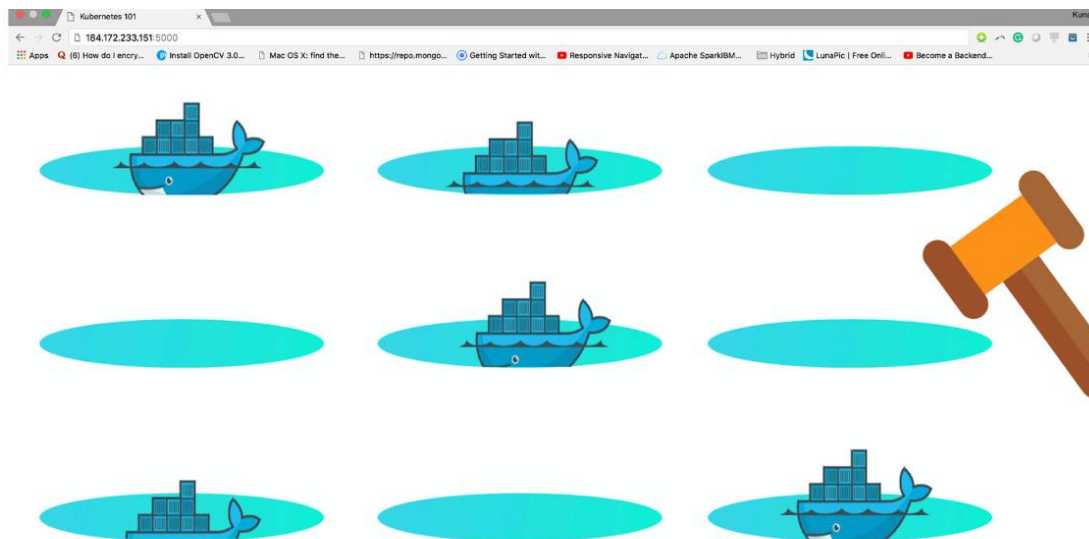 Kubernetes 101
Kuna
184.172.233.151:5000
Apps (6) How do I encry... Install OpenCV 3.0... Mac OS X: find the... https://repo.mongo... Getting Started wit... Responsive Navigat... Apache SparkIBM... Hybrid LunaPic | Free Onli... Become a Backend...